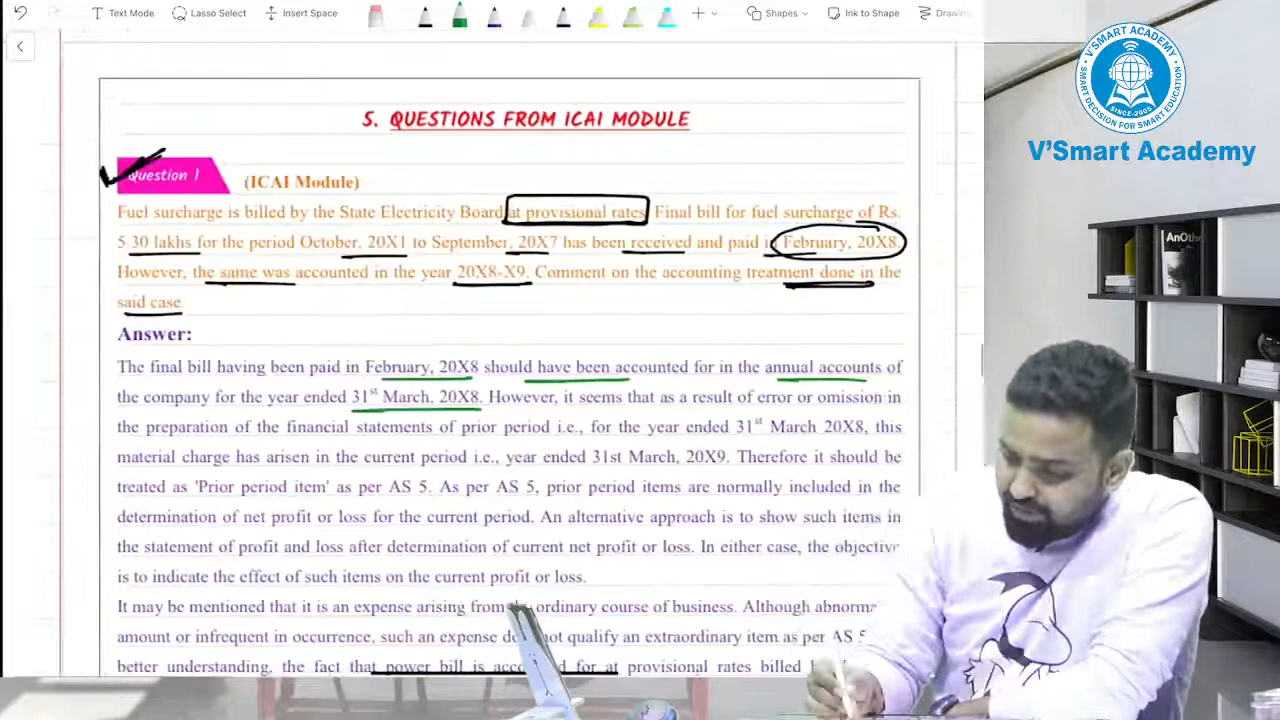 Text Mode
Lasso Select
Insert Space
Shapes
Ink to Shape
Drawing
5. QUESTIONS FROM ICAI MODULE
Question 1
(ICAI Module)
Fuel surcharge is billed by the State Electricity Board at provisional rates. Final bill for fuel surcharge of Rs.
5.30 lakhs for the period October, 20X1 to September, 20X7 has been received and paid in February, 20X8.
However, the same was accounted in the year 20X8-X9. Comment on the accounting treatment done in the
said case.
Answer:
The final bill having been paid in February, 20X8 should have been accounted for in the annual accounts of
the company for the year ended 31st March, 20X8. However, it seems that as a result of error or omission in
the preparation of the financial statements of prior period i.e., for the year ended 31st March 20X8, this
material charge has arisen in the current period i.e., year ended 31st March, 20X9. Therefore it should be
treated as 'Prior period item' as per AS 5. As per AS 5, prior period items are normally included in the
determination of net profit or loss for the current period. An alternative approach is to show such items in
the statement of profit and loss after determination of current net profit or loss. In either case, the objective
is to indicate the effect of such items on the current profit or loss.
It may be mentioned that it is an expense arising from the ordinary course of business. Although
amount or infrequent in occurrence, such an expense not qualify an extraordinary item as per AS 5
better understanding, the fact that power bill is for at provisional rates billed
V'SMART ACADEMY
SINCE-2005
SMART DECISION FOR SMART EDUCATION
V'Smart Academy